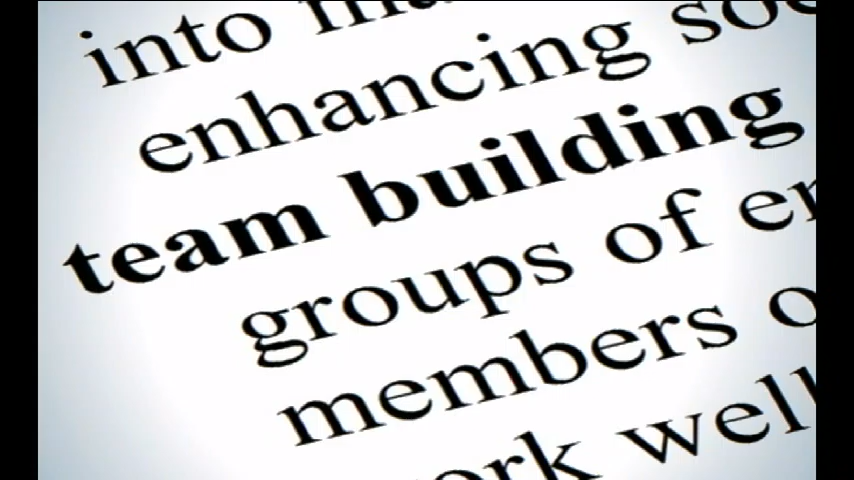 into
enhancing
team building
groups of
members
well